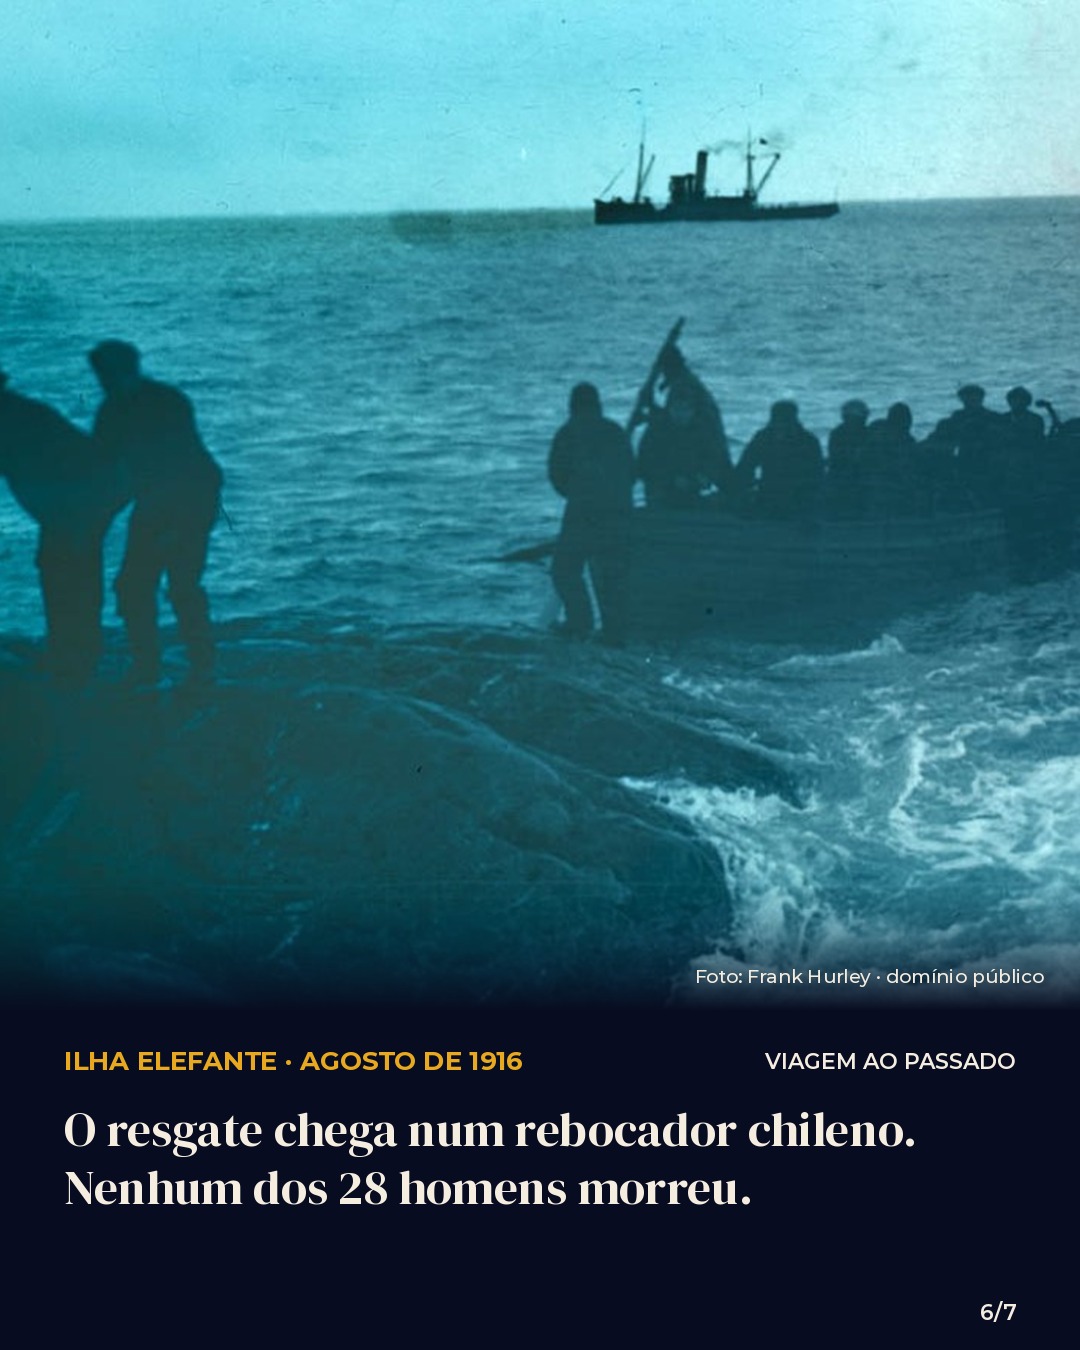 Foto: Frank Hurley · domínio público
ILHA ELEFANTE · AGOSTO DE 1916
VIAGEM AO PASSADO
O resgate chega num rebocador chileno.
Nenhum dos 28 homens morreu.
6/7